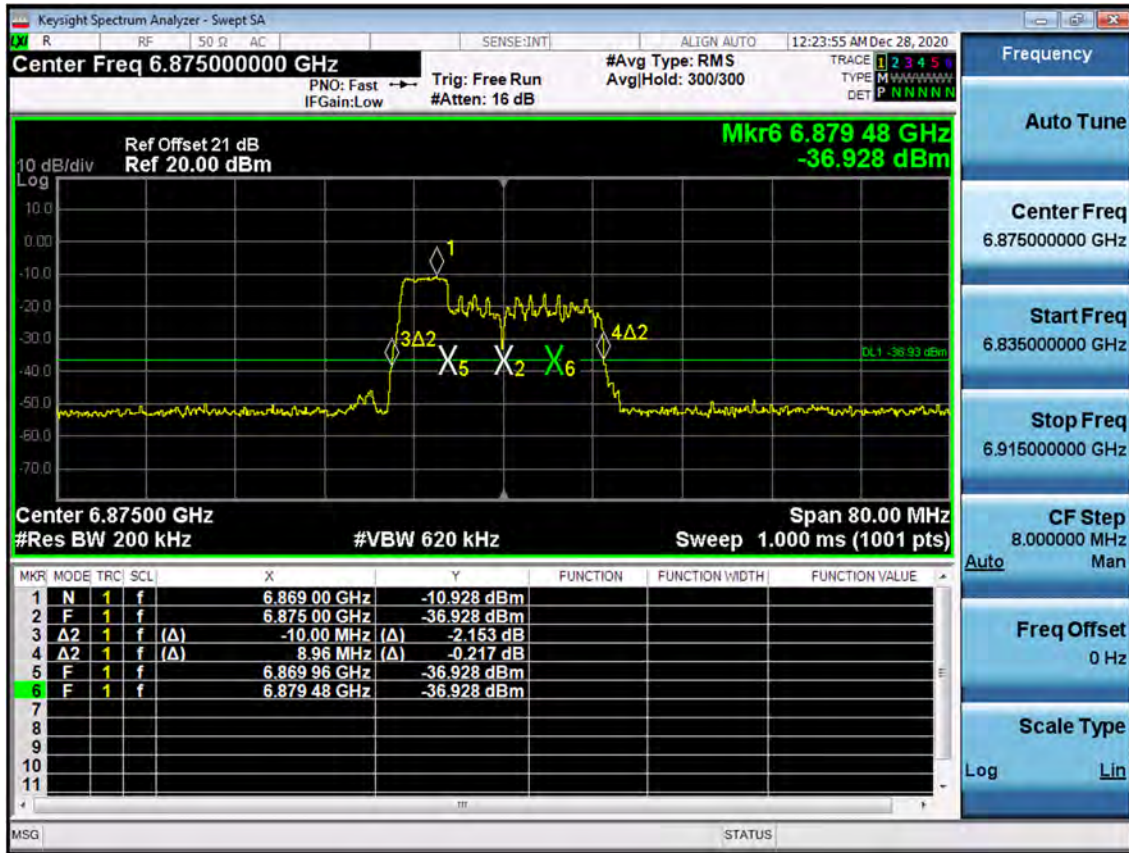 Keysight Spectrum Analyzer - Swept SA
LXI R RF 50 Ω AC SENSE:INT ALIGN AUTO 12:23:55 AM Dec 28, 2020
Center Freq 6.875000000 GHz
PNO: Fast
IFGain:Low
Trig: Free Run
#Atten: 16 dB
#Avg Type: RMS
Avg|Hold: 300/300
TRACE 1 2 3 4 5 6
TYPE M W W W W W
DET P N N N N N
Ref Offset 21 dB
10 dB/div Ref 20.00 dBm
Log
Mkr6 6.879 48 GHz
-36.928 dBm
10.0
0.00
-10.0
-20.0
-30.0
-40.0
-50.0
-60.0
-70.0
1
3Δ2
4Δ2
5
2
6
DL1 -36.93 dBm
Center 6.87500 GHz Span 80.00 MHz
#Res BW 200 kHz #VBW 620 kHz Sweep 1.000 ms (1001 pts)
MKR MODE TRC SCL X Y FUNCTION FUNCTION WIDTH FUNCTION VALUE
1 N 1 f 6.869 00 GHz -10.928 dBm
2 F 1 f 6.875 00 GHz -36.928 dBm
3 Δ2 1 f (Δ) -10.00 MHz (Δ) -2.153 dB
4 Δ2 1 f (Δ) 8.96 MHz (Δ) -0.217 dB
5 F 1 f 6.869 96 GHz -36.928 dBm
6 F 1 f 6.879 48 GHz -36.928 dBm
7
8
9
10
11
MSG STATUS
Frequency
Auto Tune
Center Freq
6.875000000 GHz
Start Freq
6.835000000 GHz
Stop Freq
6.915000000 GHz
CF Step
8.000000 MHz
Auto Man
Freq Offset
0 Hz
Scale Type
Log Lin